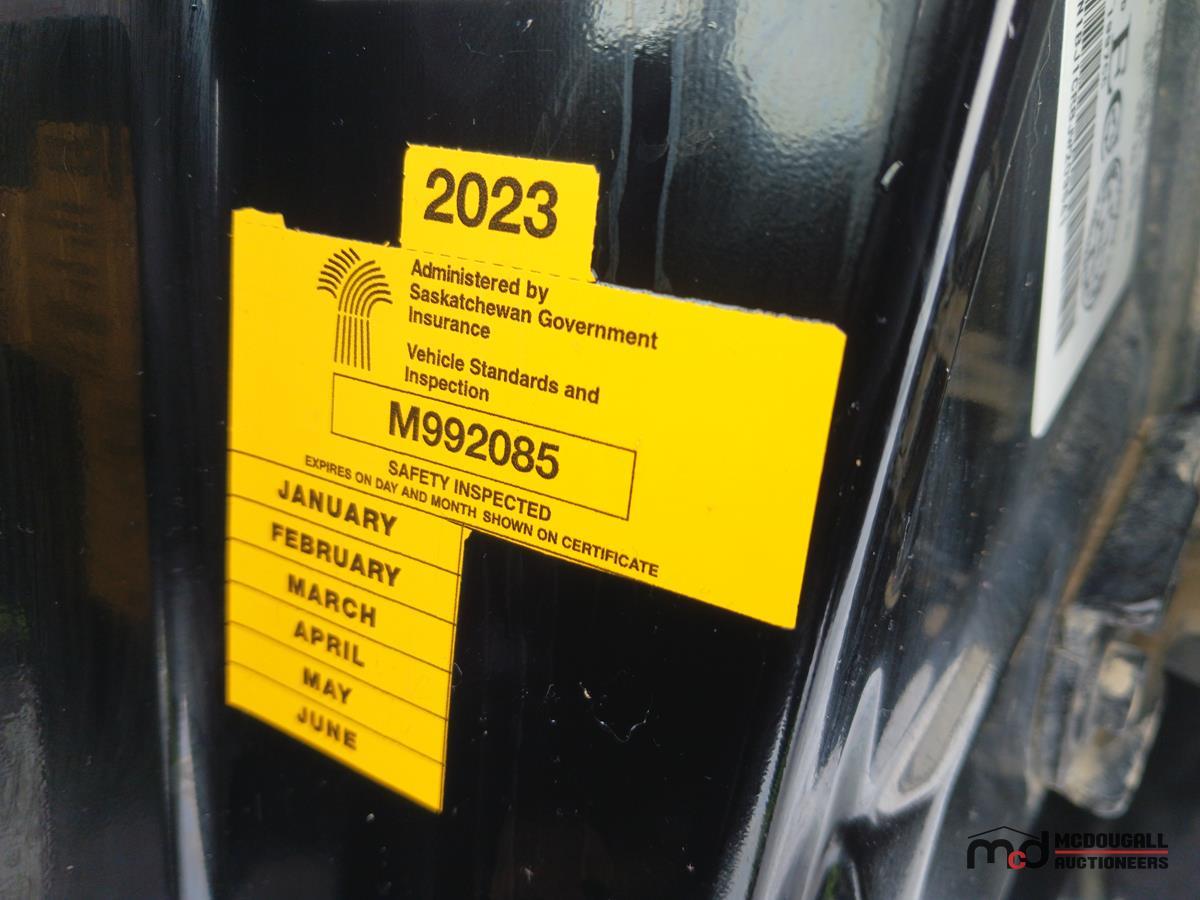 2023
Administered by
Saskatchewan Government
Insurance
Vehicle Standards and
Inspection
M992085
SAFETY INSPECTED
EXPIRES ON DAY AND MONTH SHOWN ON CERTIFICATE
JANUARY
FEBRUARY
MARCH
APRIL
MAY
JUNE
mcd
MCDOUGALL
AUCTIONEERS